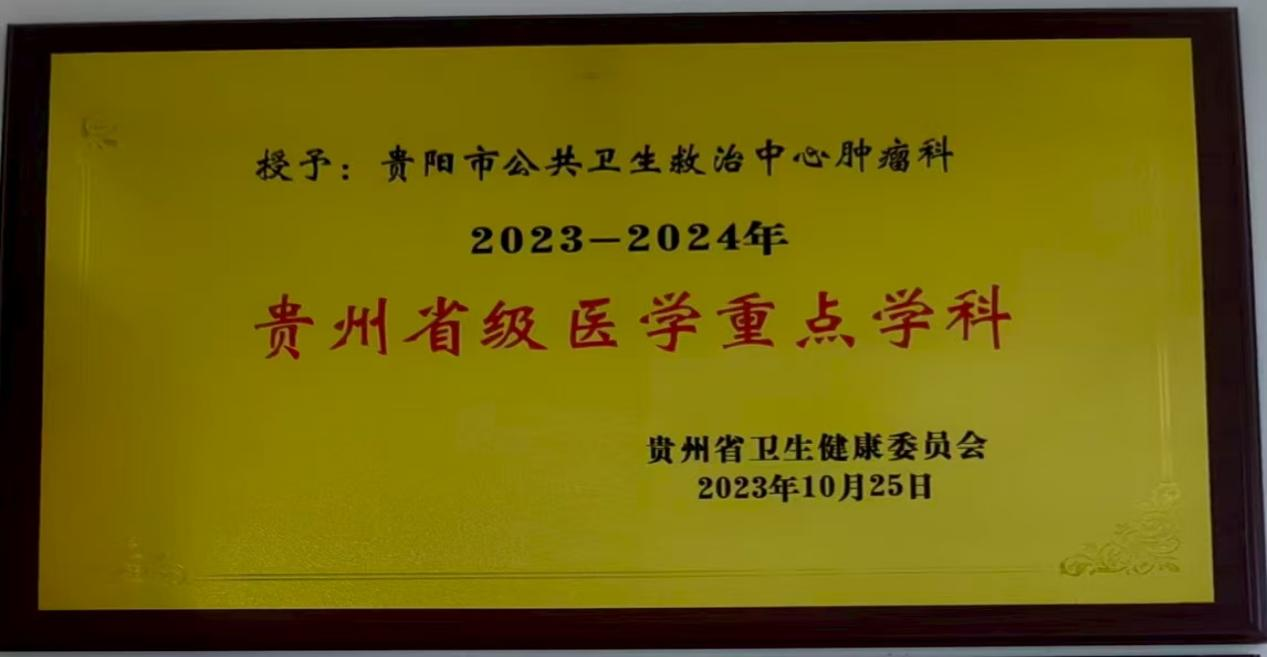 授予：贵阳市公共卫生救治中心肿瘤科
2023—2024年
贵州省级医学重点学科
贵州省卫生健康委员会
2023年10月25日